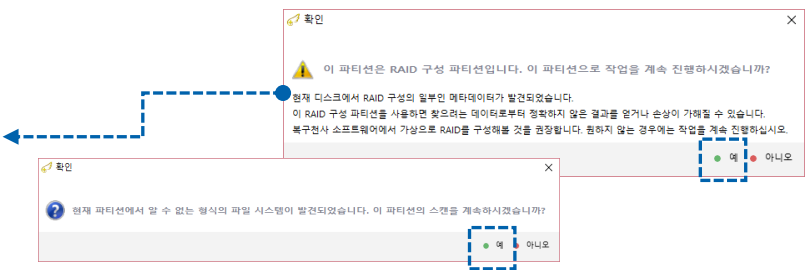 확인
이 파티션은 RAID 구성 파티션입니다. 이 파티션으로 작업을 계속 진행하시겠습니까?
현재 디스크에서 RAID 구성의 일부인 메타데이터가 발견되었습니다.
이 RAID 구성 파티션을 사용하면 찾으려는 데이터로부터 정확하지 않은 결과를 얻거나 손상이 가해질 수 있습니다.
복구천사 소프트웨어에서 가상으로 RAID를 구성해볼 것을 권장합니다. 원하지 않는 경우에는 작업을 계속 진행하십시오.
예 아니오
확인
현재 파티션에서 알 수 없는 형식의 파일 시스템이 발견되었습니다. 이 파티션의 스캔을 계속하시겠습니까?
예 아니오